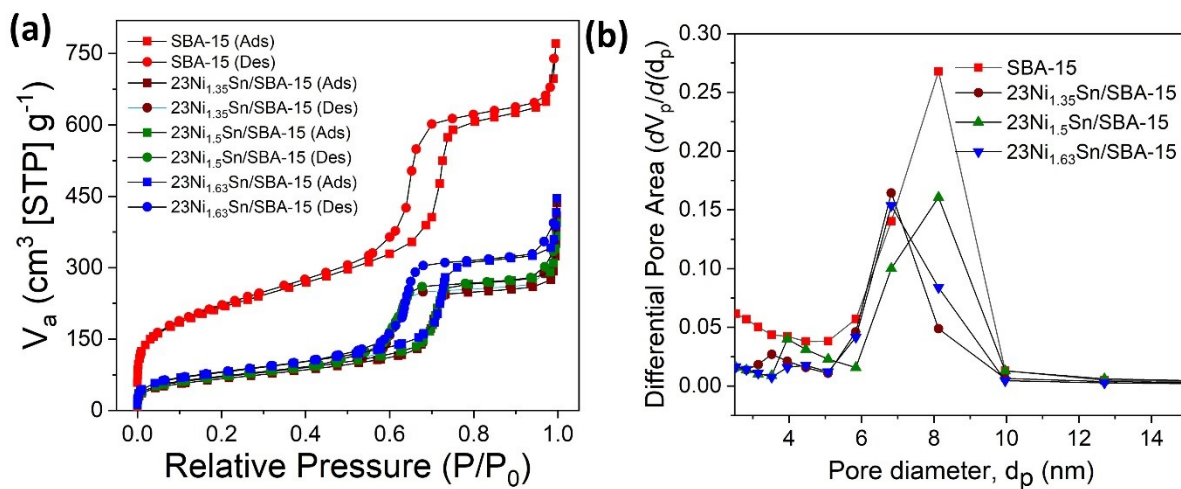 (a)
V_a (cm³ [STP] g⁻¹)
750
600
450
300
150
0
SBA-15 (Ads)
SBA-15 (Des)
23Ni₁.₃₅Sn/SBA-15 (Ads)
23Ni₁.₃₅Sn/SBA-15 (Des)
23Ni₁.₅Sn/SBA-15 (Ads)
23Ni₁.₅Sn/SBA-15 (Des)
23Ni₁.₆₃Sn/SBA-15 (Ads)
23Ni₁.₆₃Sn/SBA-15 (Des)
0.0 0.2 0.4 0.6 0.8 1.0
Relative Pressure (P/P₀)
(b)
Differential Pore Area (dVₚ/(dₚ)
0.30
0.25
0.20
0.15
0.10
0.05
0.00
SBA-15
23Ni₁.₃₅Sn/SBA-15
23Ni₁.₅Sn/SBA-15
23Ni₁.₆₃Sn/SBA-15
4 6 8 10 12 14
Pore diameter, dₚ (nm)